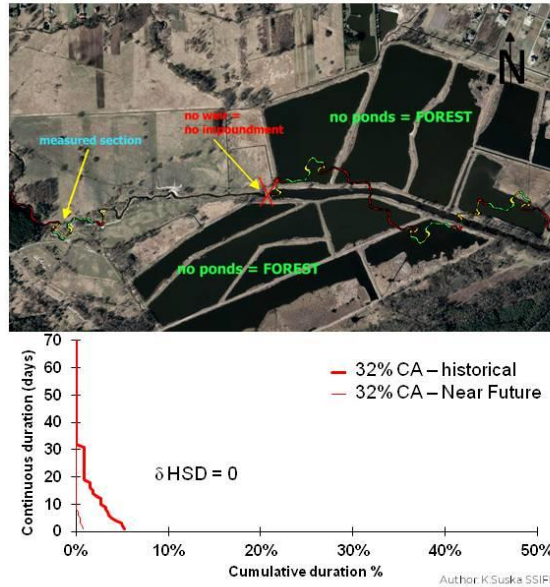 N
no weir =
no impoundment
no ponds = FOREST
measured section
no ponds = FOREST
70
60
50
40
30
20
10
0
Continuous duration (days)
32% CA – historical
32% CA – Near Future
δ HSD = 0
0% 10% 20% 30% 40% 50%
Cumulative duration %
Author: K.Suska SSIF